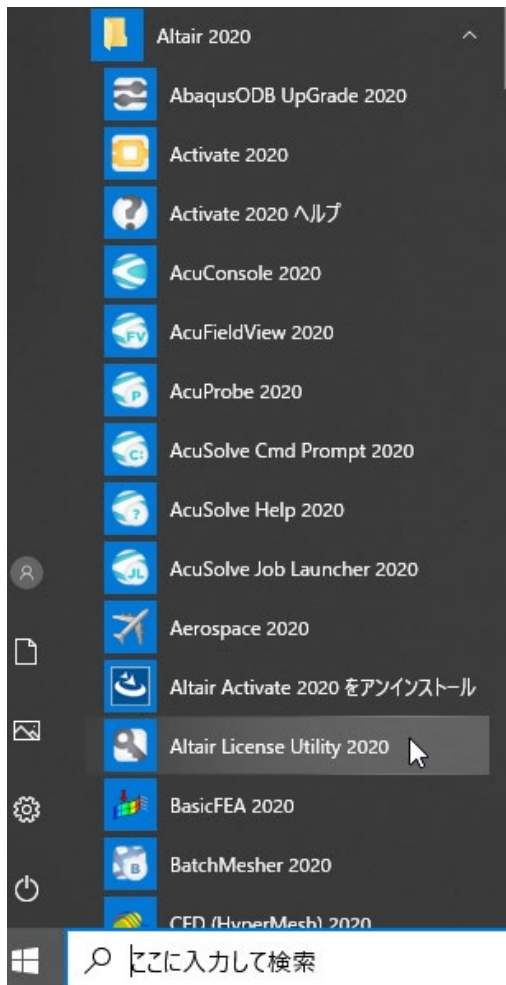 Altair 2020
AbaqusODB UpGrade 2020
Activate 2020
Activate 2020 ヘルプ
AcuConsole 2020
AcuFieldView 2020
AcuProbe 2020
AcuSolve Cmd Prompt 2020
AcuSolve Help 2020
AcuSolve Job Launcher 2020
Aerospace 2020
Altair Activate 2020 をアンインストール
Altair License Utility 2020
BasicFEA 2020
BatchMesher 2020
CFD (HyperMesh) 2020
ここに入力して検索